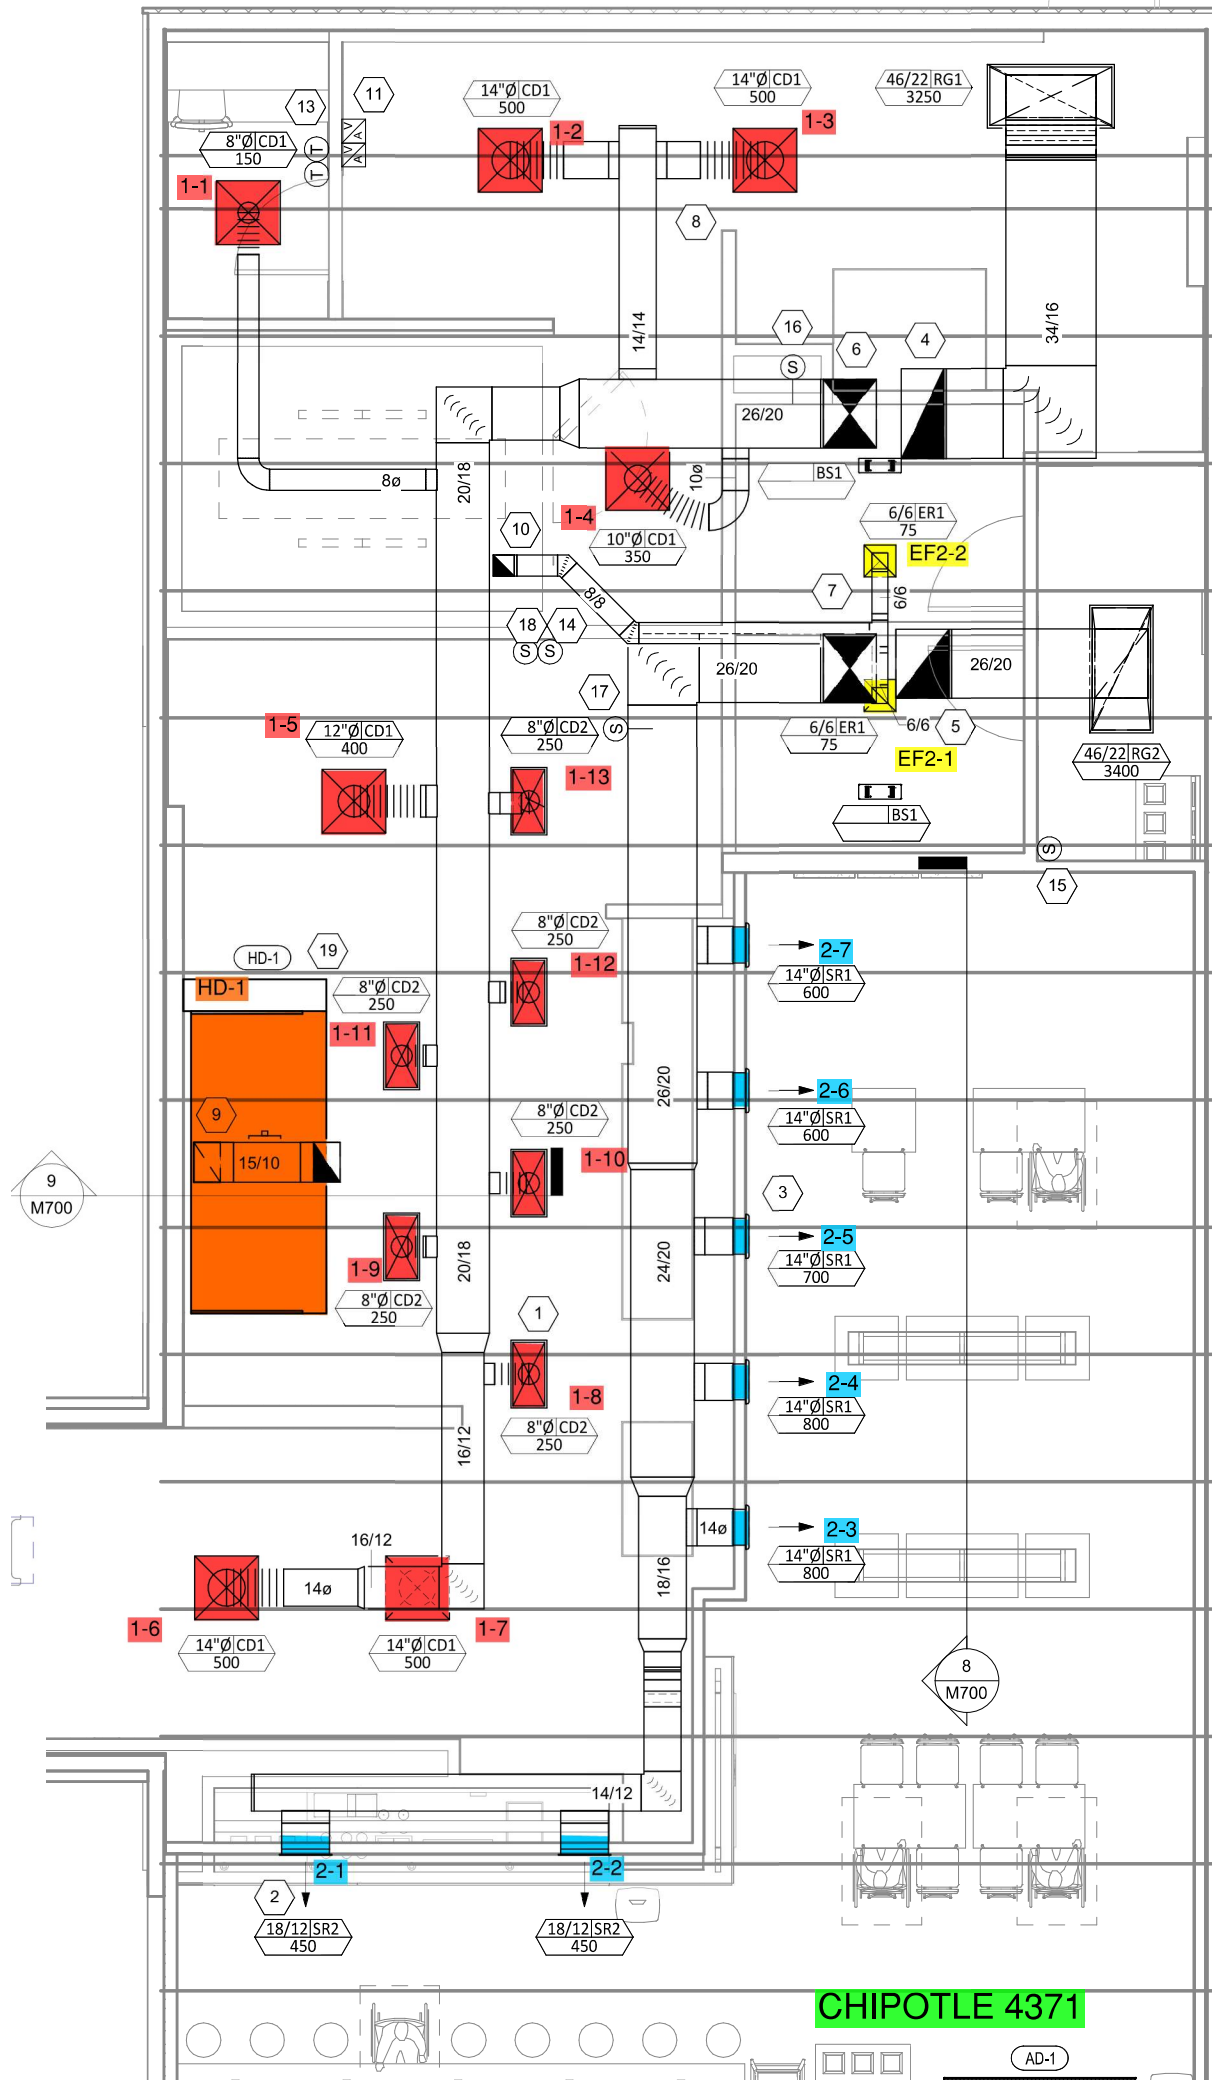 14"Ø CD1
500
14"Ø CD1
500
46/22 RG1
3250
13
11
8"Ø CD1
150
T
T
V
A
V
A
1-1
1-2
1-3
8
14/14
34/16
16
6
4
S
26/20
20/18
8ø
10ø
BS1
1-4
10"Ø CD1
350
6/6 ER1
75
EF2-2
10
8/8
7
6/6
18
14
S
S
26/20
26/20
17
S
6/6 ER1
75
6/6
5
EF2-1
46/22 RG2
3400
1-5
12"Ø CD1
400
8"Ø CD2
250
1-13
BS1
S
15
8"Ø CD2
250
1-12
2-7
14"Ø SR1
600
HD-1
19
HD-1
8"Ø CD2
250
1-11
26/20
2-6
14"Ø SR1
600
9
15/10
8"Ø CD2
250
1-10
9
M700
3
2-5
14"Ø SR1
700
20/18
24/20
1-9
8"Ø CD2
250
1
1-8
8"Ø CD2
250
2-4
14"Ø SR1
800
16/12
16/12
14ø
2-3
14"Ø SR1
800
18/16
14ø
1-6
14"Ø CD1
500
14"Ø CD1
500
1-7
8
M700
14/12
2-1
2-2
2
18/12 SR2
450
18/12 SR2
450
CHIPOTLE 4371
AD-1